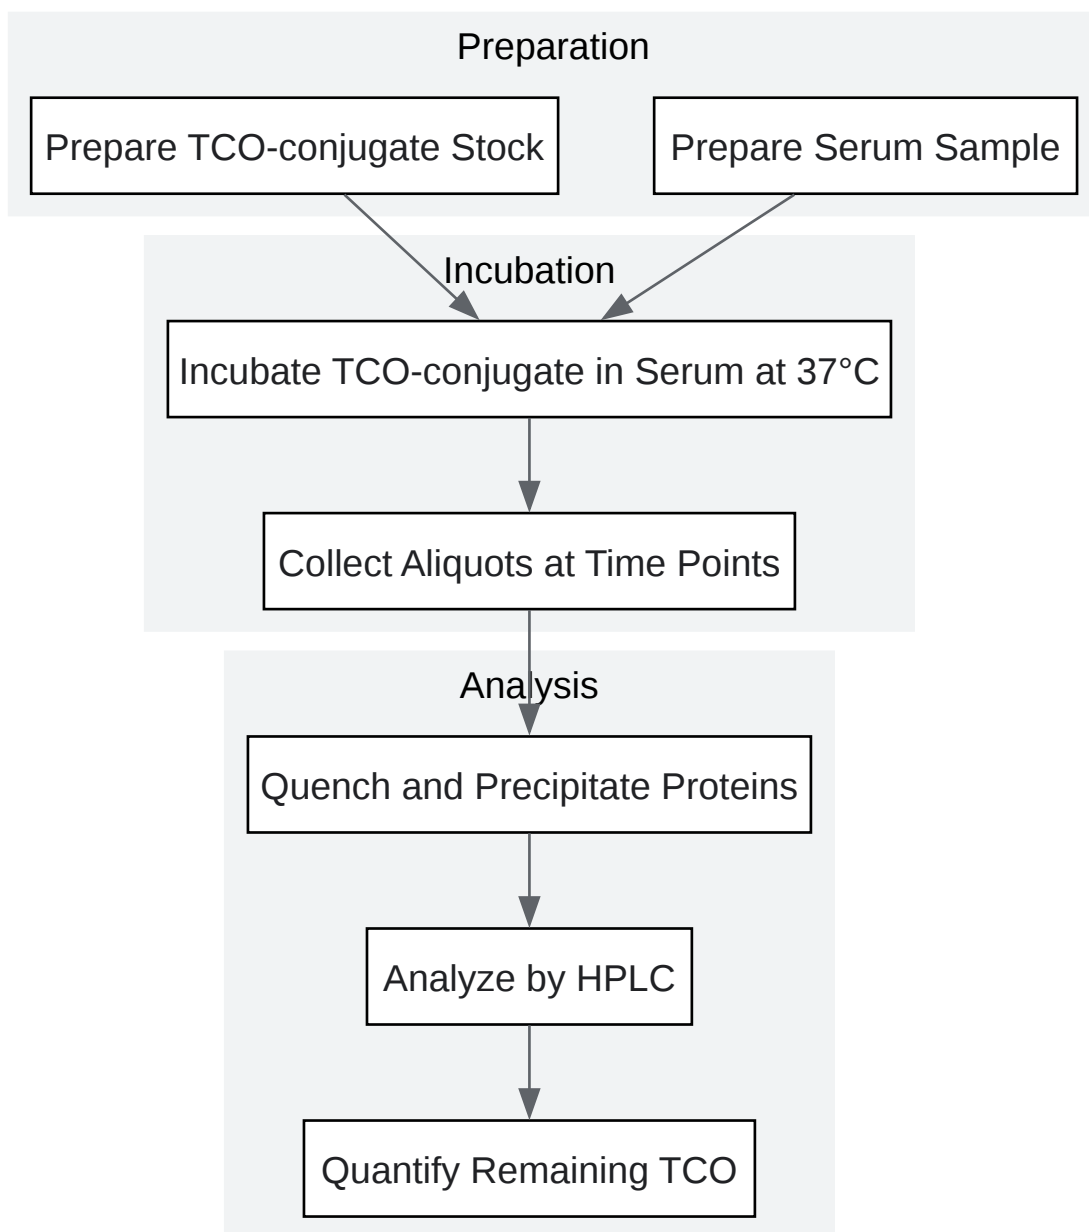 Preparation
Prepare TCO-conjugate Stock
Prepare Serum Sample
Incubation
Incubate TCO-conjugate in Serum at 37°C
Collect Aliquots at Time Points
Analysis
Quench and Precipitate Proteins
Analyze by HPLC
Quantify Remaining TCO